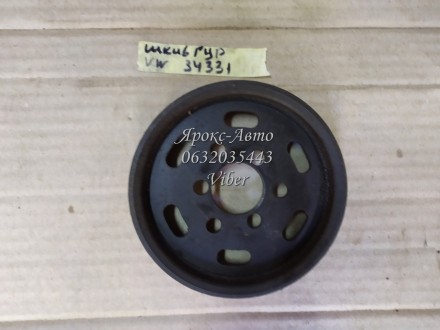 шкив гур
VW 34331
Ярокс-Авто
0632035443
Viber